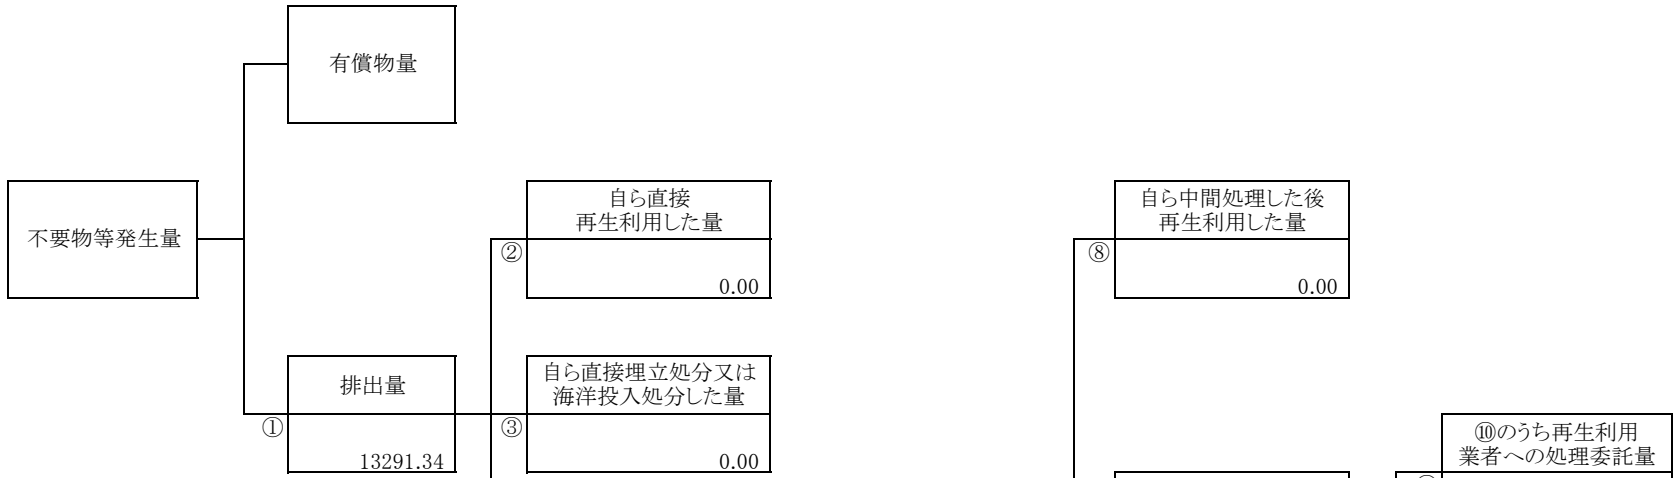 有償物量
不要物等発生量
自ら直接
再生利用した量
②
0.00
自ら中間処理した後
再生利用した量
⑧
0.00
排出量
①
13291.34
自ら直接埋立処分又は
海洋投入処分した量
③
0.00
⑩のうち再生利用
業者への処理委託量